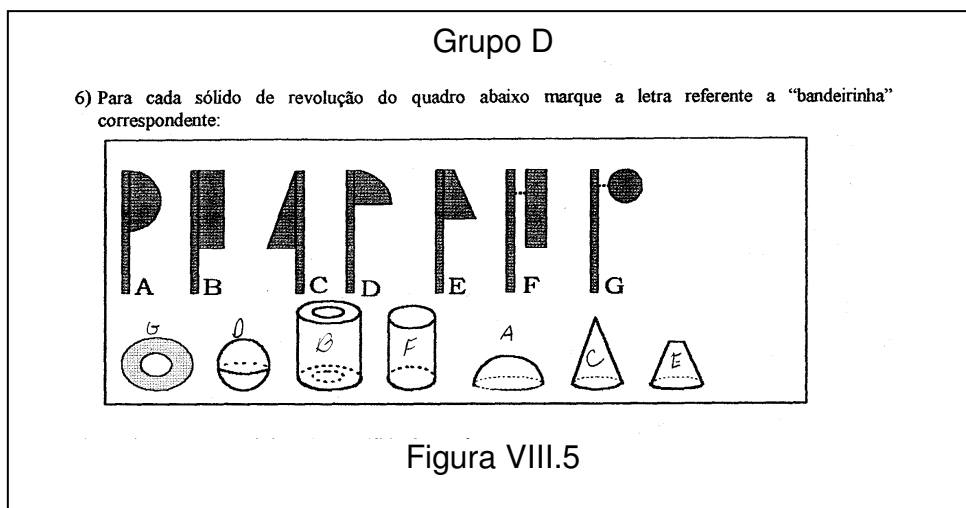 Grupo D
6) Para cada sólido de revolução do quadro abaixo marque a letra referente a “bandeirinha”
correspondente:
A B C D E F G
G D B F A C E
Figura VIII.5